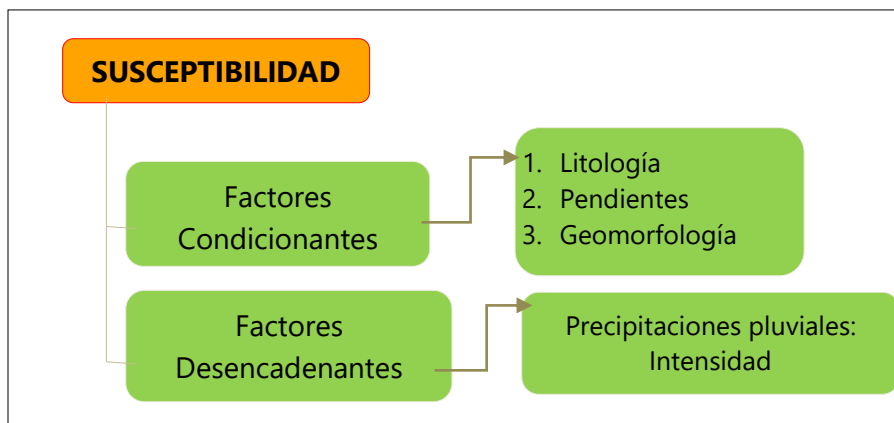 SUSCEPTIBILIDAD
Factores
Condicionantes
1. Litología
2. Pendientes
3. Geomorfología
Factores
Desencadenantes
Precipitaciones pluviales:
Intensidad